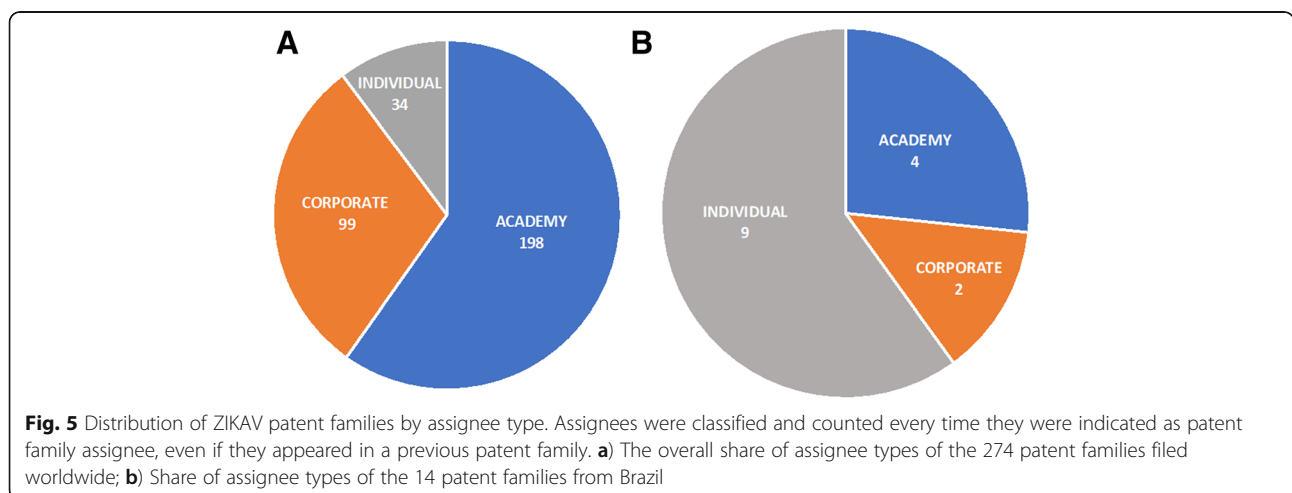 A
INDIVIDUAL
34
CORPORATE
99
ACADEMY
198
B
ACADEMY
4
INDIVIDUAL
9
CORPORATE
2
Fig. 5 Distribution of ZIKAV patent families by assignee type. Assignees were classified and counted every time they were indicated as patent
family assignee, even if they appeared in a previous patent family. a) The overall share of assignee types of the 274 patent families filed
worldwide; b) Share of assignee types of the 14 patent families from Brazil